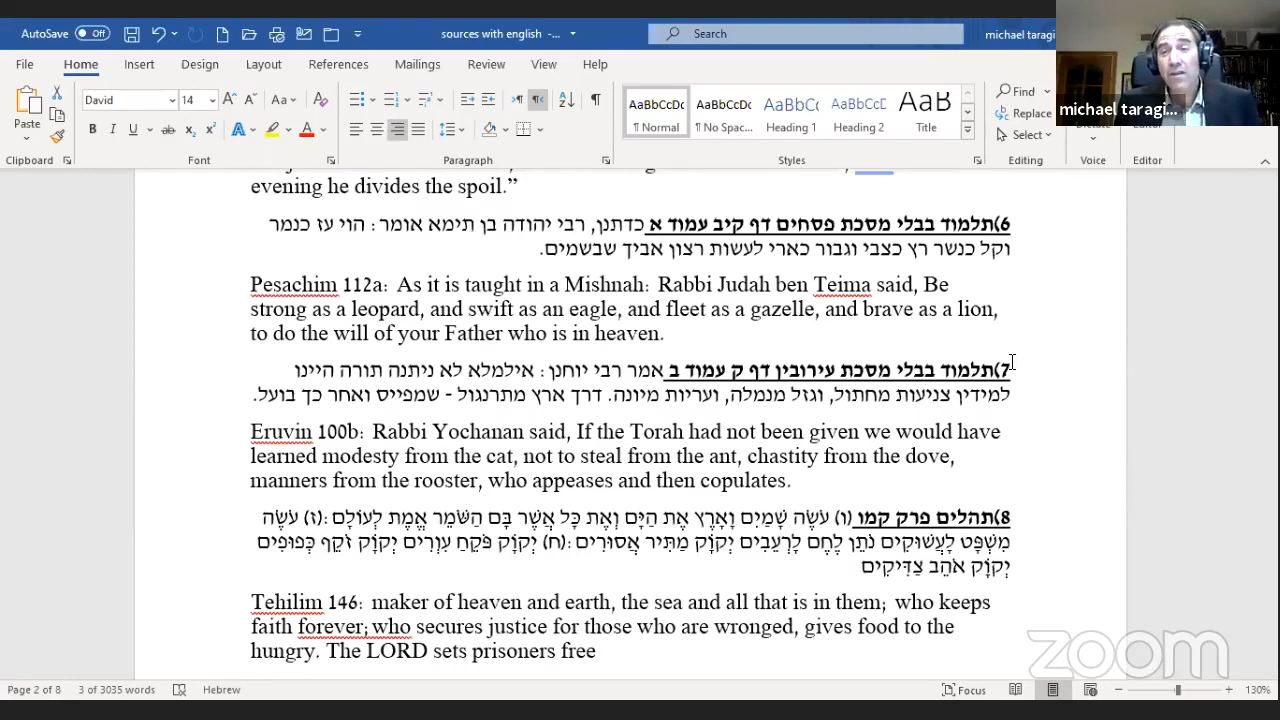 AutoSave Off sources with english -... Search michael taragi
File Home Insert Design Layout References Mailings Review View Help
David 14 Aa Find
Paste AaBbCcDc AaBbCcDc AaBbCc AaBbCcD AaB Replace
¶ Normal ¶ No Spac... Heading 1 Heading 2 Title Select
Clipboard Font Paragraph Styles Editing Voice Editor
michael taragi...
evening he divides the spoil.”
6)תלמוד בבלי מסכת פסחים דף קיב עמוד א כדתנן, רבי יהודה בן תימא אומר: הוי עז כנמר
וקל כנשר רץ כצבי וגבור כארי לעשות רצון אביך שבשמים.
Pesachim 112a: As it is taught in a Mishnah: Rabbi Judah ben Teima said, Be
strong as a leopard, and swift as an eagle, and fleet as a gazelle, and brave as a lion,
to do the will of your Father who is in heaven.
7)תלמוד בבלי מסכת עירובין דף ק עמוד ב אמר רבי יוחנן: אילמלא לא ניתנה תורה היינו
למידין צניעות מחתול, וגזל מנמלה, ועריות מיונה. דרך ארץ מתרנגול - שמפייס ואחר כך בועל.
Eruvin 100b: Rabbi Yochanan said, If the Torah had not been given we would have
learned modesty from the cat, not to steal from the ant, chastity from the dove,
manners from the rooster, who appeases and then copulates.
8)תהלים פרק קמו (ו) עֹשֶׂה שָׁמַיִם וָאָרֶץ אֶת הַיָּם וְאֶת כָּל אֲשֶׁר בָּם הַשֹּׁמֵר אֱמֶת לְעוֹלָם:(ז) עֹשֶׂה
מִשְׁפָּט לָעֲשׁוּקִים נֹתֵן לֶחֶם לָרְעֵבִים יְקֹוָק מַתִּיר אֲסוּרִים:(ח) יְקֹוָק פֹּקֵחַ עִוְרִים יְקֹוָק זֹקֵף כְּפוּפִים
יְקֹוָק אֹהֵב צַדִּיקִים
Tehilim 146: maker of heaven and earth, the sea and all that is in them; who keeps
faith forever; who secures justice for those who are wronged, gives food to the
hungry. The LORD sets prisoners free
zoom
Page 2 of 8 3 of 3035 words Hebrew Focus 130%